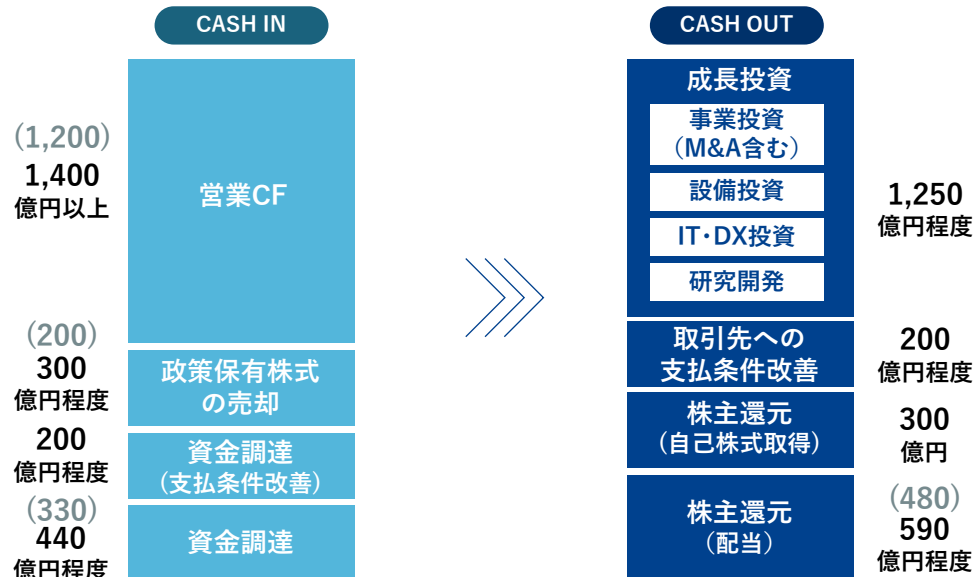 CASH IN
(1,200)
1,400
億円以上
営業CF
(200)
300
億円程度
政策保有株式
の売却
200
億円程度
資金調達
(支払条件改善)
(330)
440
億円程度
資金調達
CASH OUT
成長投資
事業投資
(M&A含む)
設備投資
IT・DX投資
研究開発
1,250
億円程度
取引先への
支払条件改善
200
億円程度
株主還元
(自己株式取得)
300
億円
株主還元
(配当)
(480)
590
億円程度